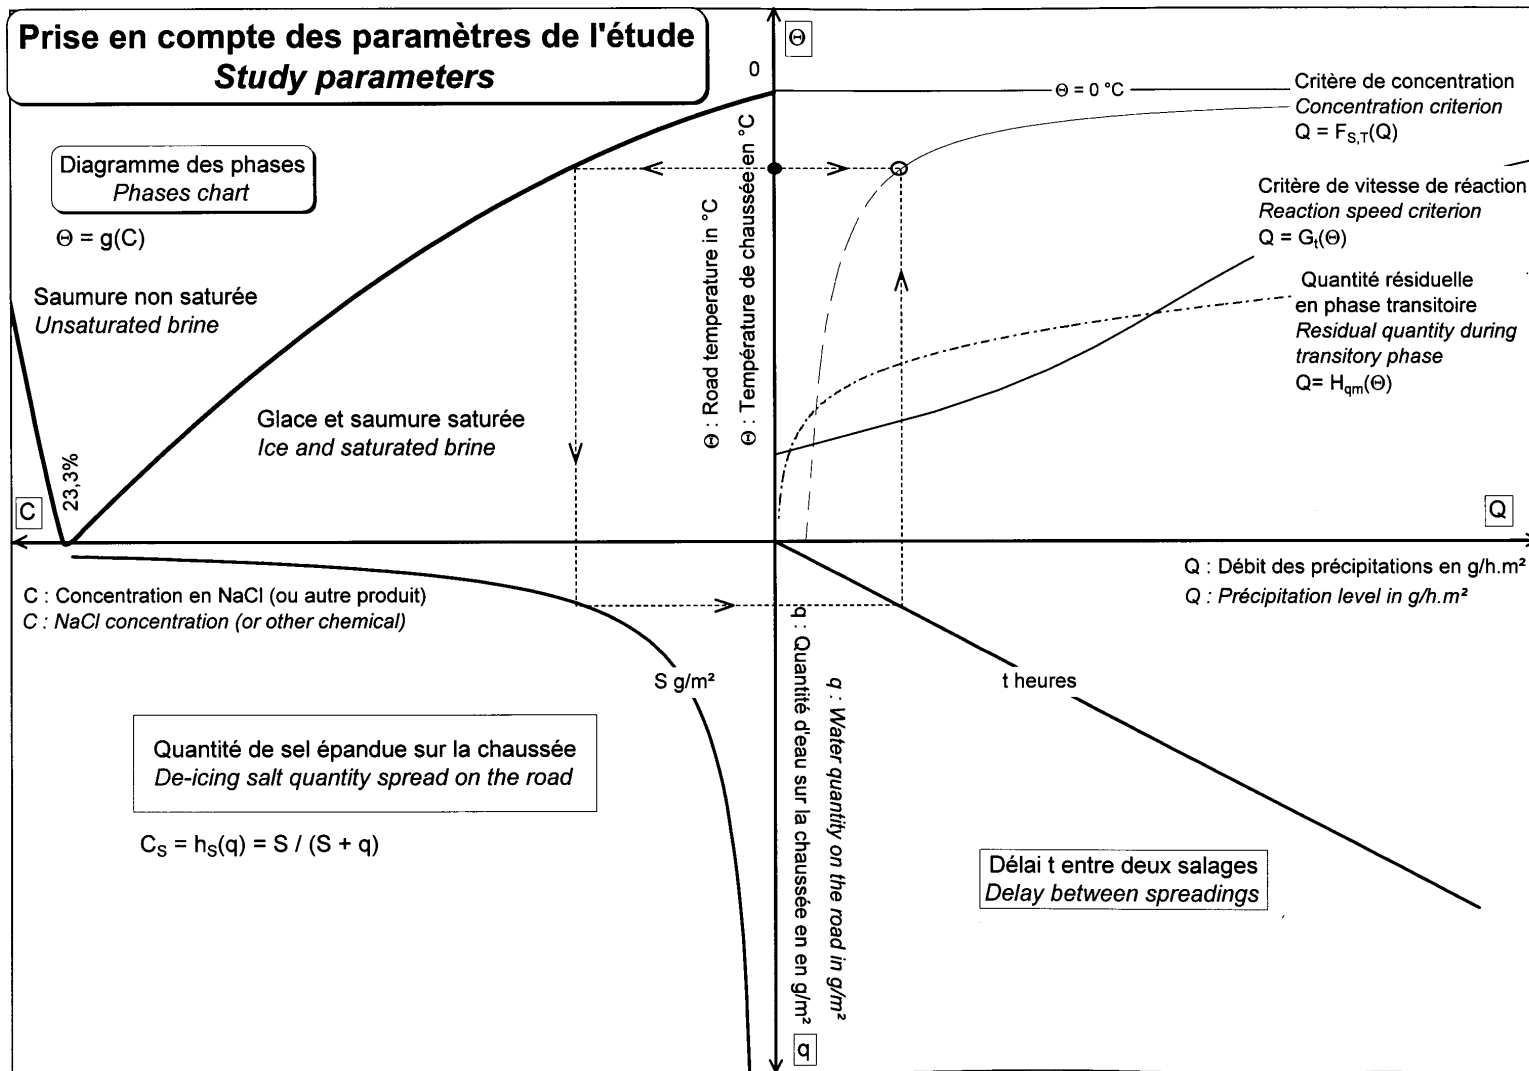 Prise en compte des paramètres de l'étude
Study parameters
Θ
0
Θ = 0 °C
Critère de concentration
Concentration criterion
Q = F_S,T(Q)
Diagramme des phases
Phases chart
Θ = g(C)
Critère de vitesse de réaction
Reaction speed criterion
Q = G_t(Θ)
Saumure non saturée
Unsaturated brine
Quantité résiduelle
en phase transitoire
Residual quantity during
transitory phase
Q= H_qm(Θ)
Θ : Road temperature in °C
Θ : Température de chaussée en °C
Glace et saumure saturée
Ice and saturated brine
23,3%
C
Q
C : Concentration en NaCl (ou autre produit)
C : NaCl concentration (or other chemical)
Q : Débit des précipitations en g/h.m²
Q : Précipitation level in g/h.m²
S g/m²
t heures
q : Quantité d'eau sur la chaussée en en g/m²
q : Water quantity on the road in g/m²
Quantité de sel épandue sur la chaussée
De-icing salt quantity spread on the road
C_S = h_S(q) = S / (S + q)
Délai t entre deux salages
Delay between spreadings
q